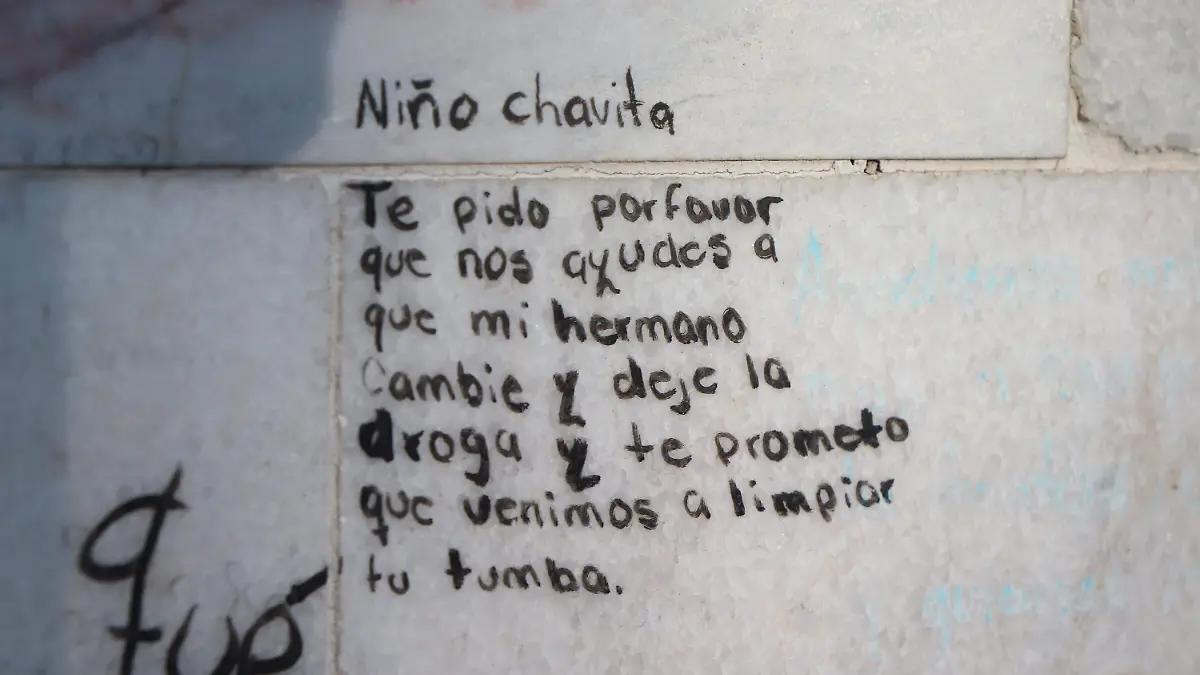 Niño chavita
Te pido porfavor
que nos ayudes a
que mi hermano
Cambie y deje la
droga y te prometo
que venimos a limpiar
tu tumba.